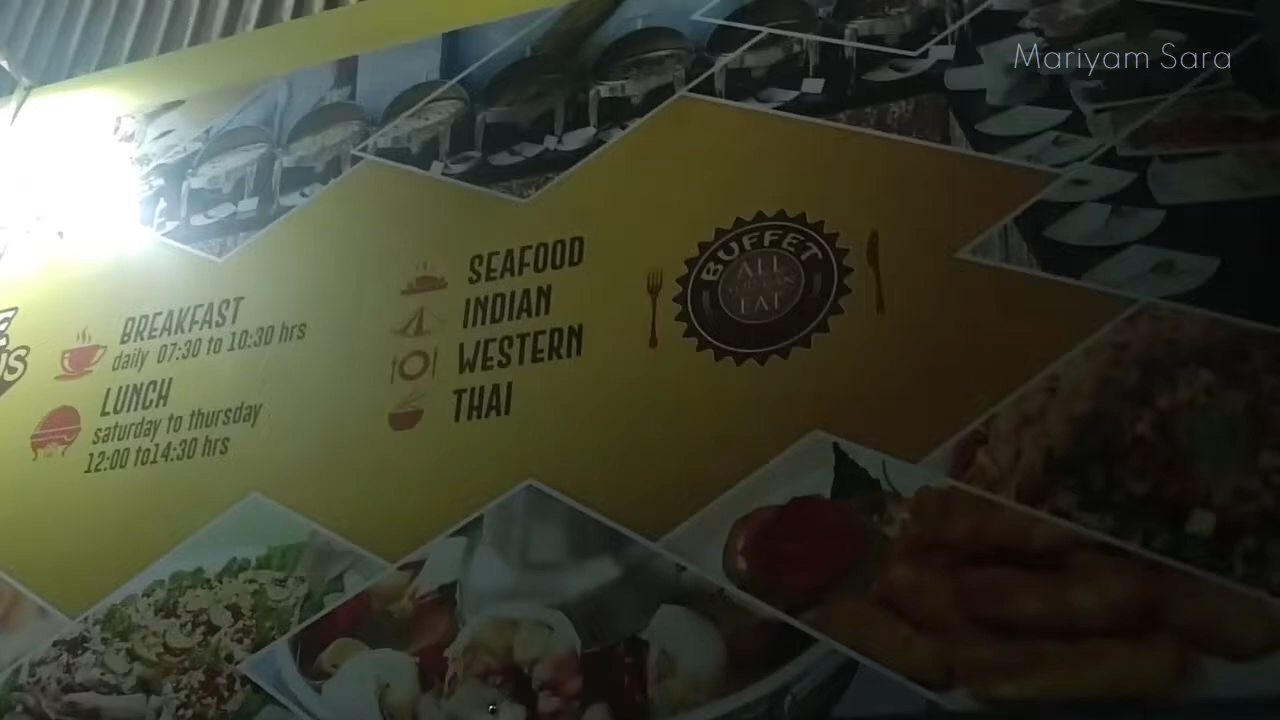 Mariyam Sara
BREAKFAST
daily 07:30 to 10:30 hrs
LUNCH
saturday to thursday
12:00 to14:30 hrs
SEAFOOD
INDIAN
WESTERN
THAI
BUFFET
ALL
YOU CAN
EAT